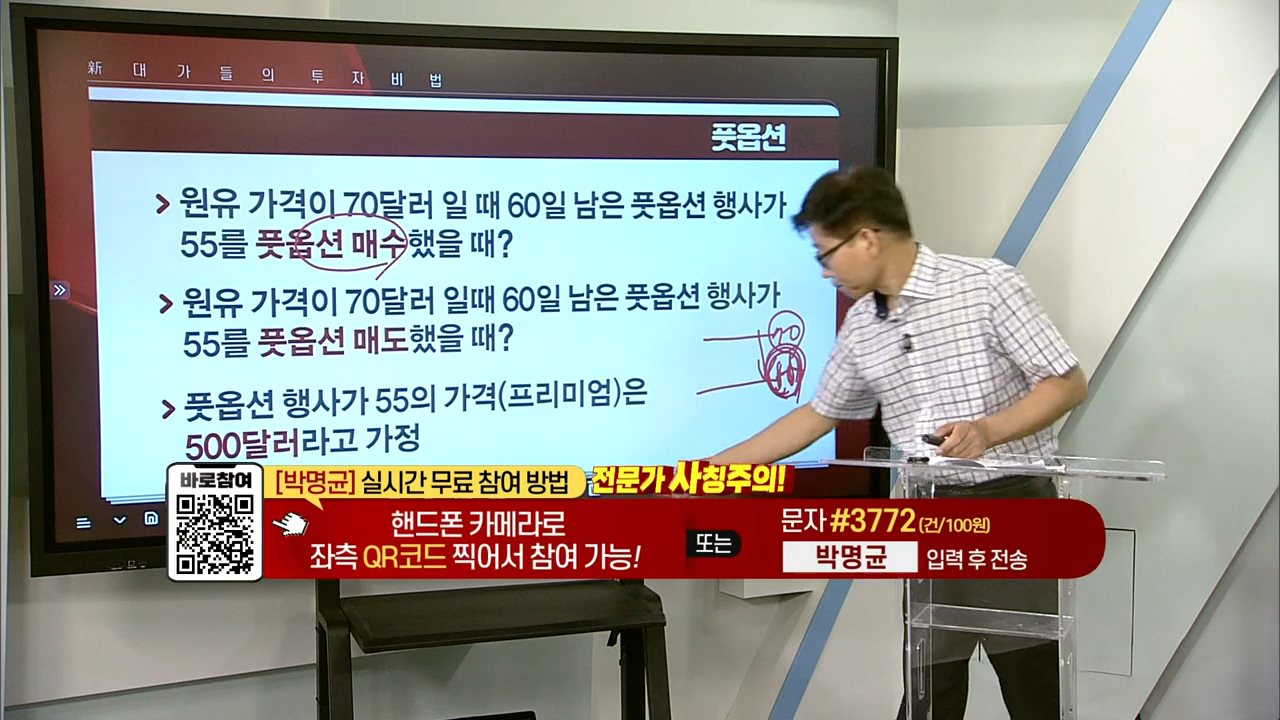 新 대 가 들 의 투 자 비 법
풋옵션
원유 가격이 70달러 일 때 60일 남은 풋옵션 행사가
55를 풋옵션 매수했을 때?
원유 가격이 70달러 일때 60일 남은 풋옵션 행사가
55를 풋옵션 매도했을 때?
70
풋옵션 행사가 55의 가격(프리미엄)은
500달러라고 가정
바로참여
[박명균] 실시간 무료 참여 방법
전문가 사칭주의!
핸드폰 카메라로
좌측 QR코드 찍어서 참여 가능!
또는
문자 #3772 (건/100원)
박명균 입력 후 전송